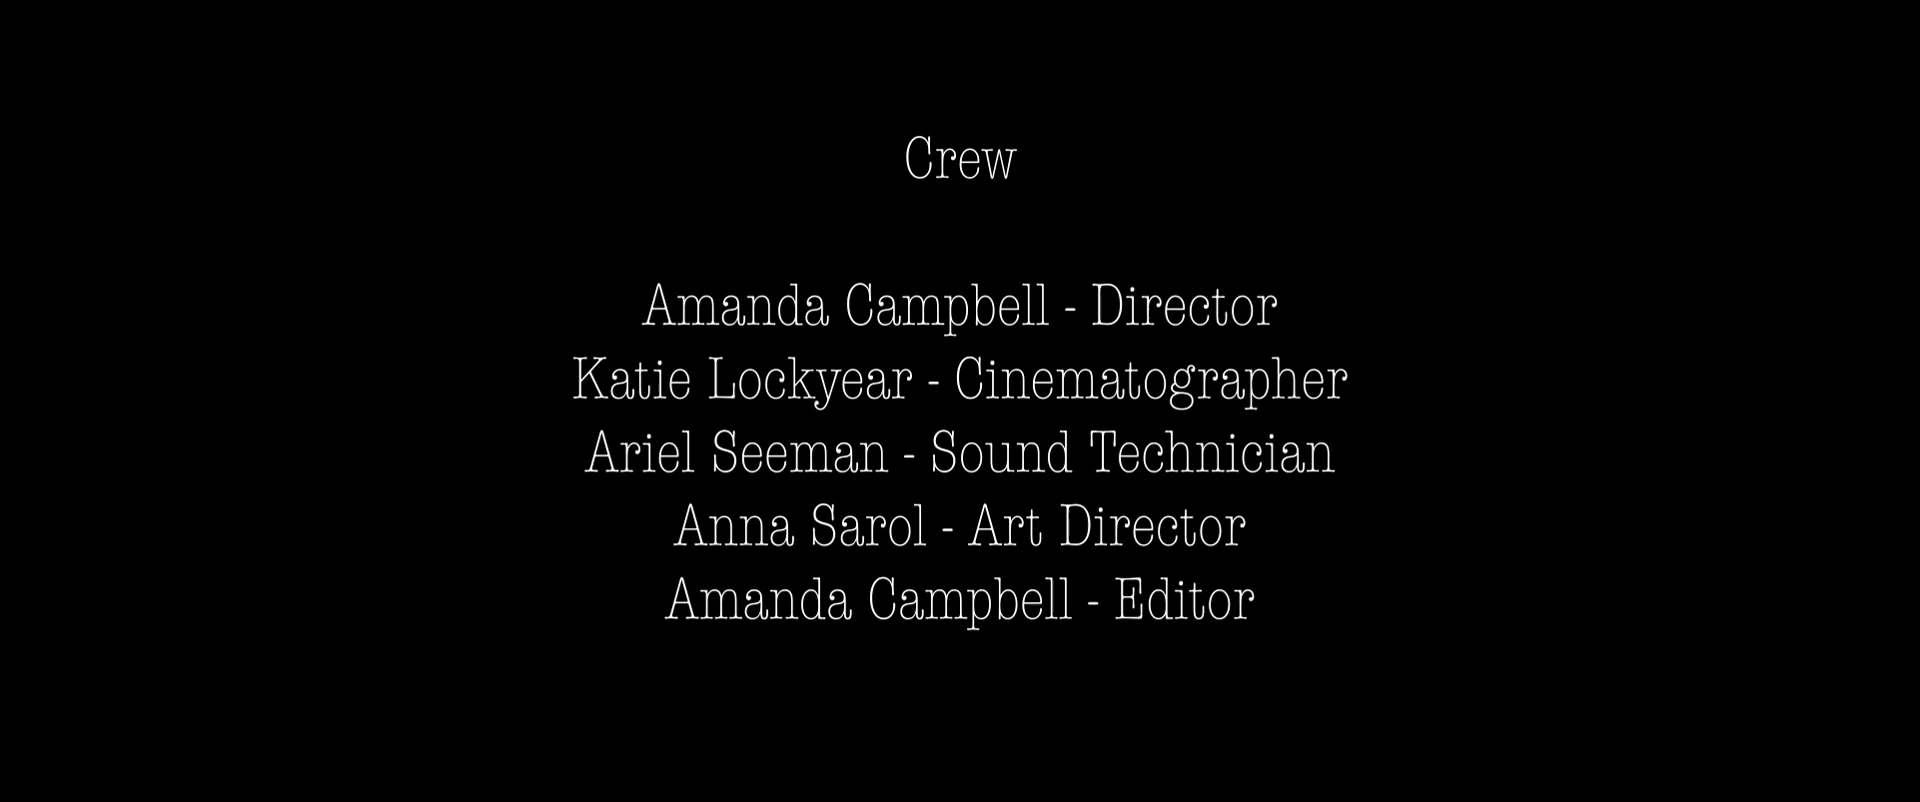 Crew
Amanda Campbell - Director
Katie Lockyear - Cinematographer
Ariel Seeman - Sound Technician
Anna Sarol - Art Director
Amanda Campbell - Editor